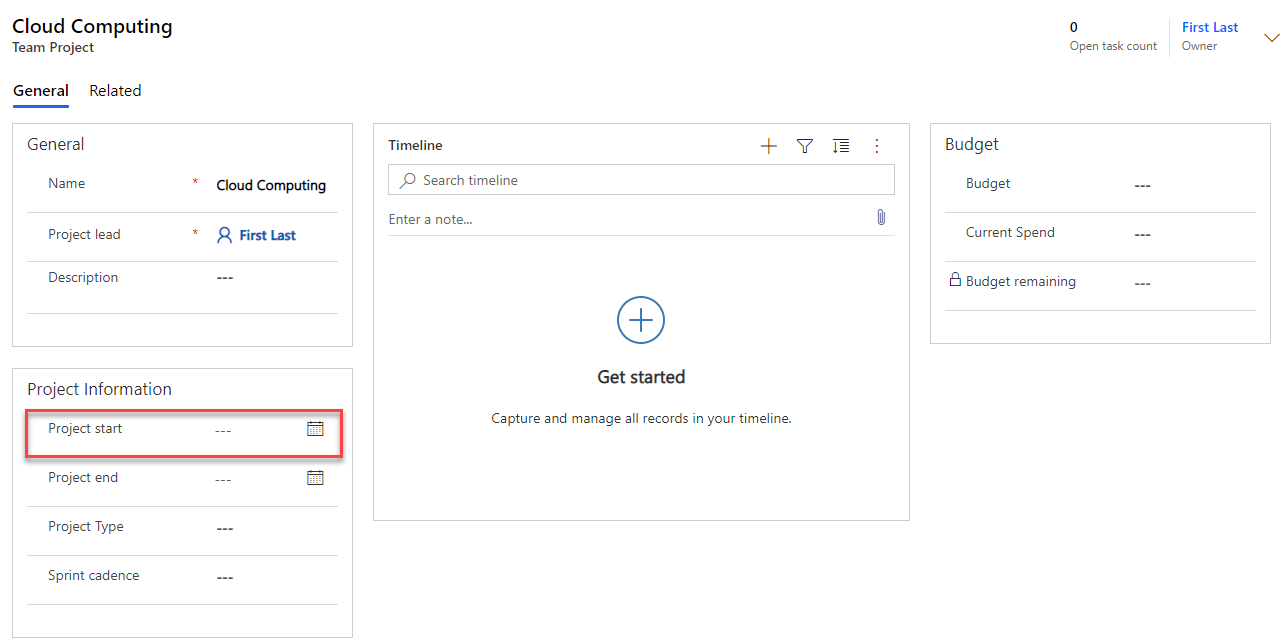 Cloud Computing
Team Project
0
Open task count
First Last
Owner
General Related
General
Name * Cloud Computing
Project lead * First Last
Description ---
Project Information
Project start ---
Project end ---
Project Type ---
Sprint cadence ---
Timeline
Search timeline
Enter a note...
Get started
Capture and manage all records in your timeline.
Budget
Budget ---
Current Spend ---
Budget remaining ---